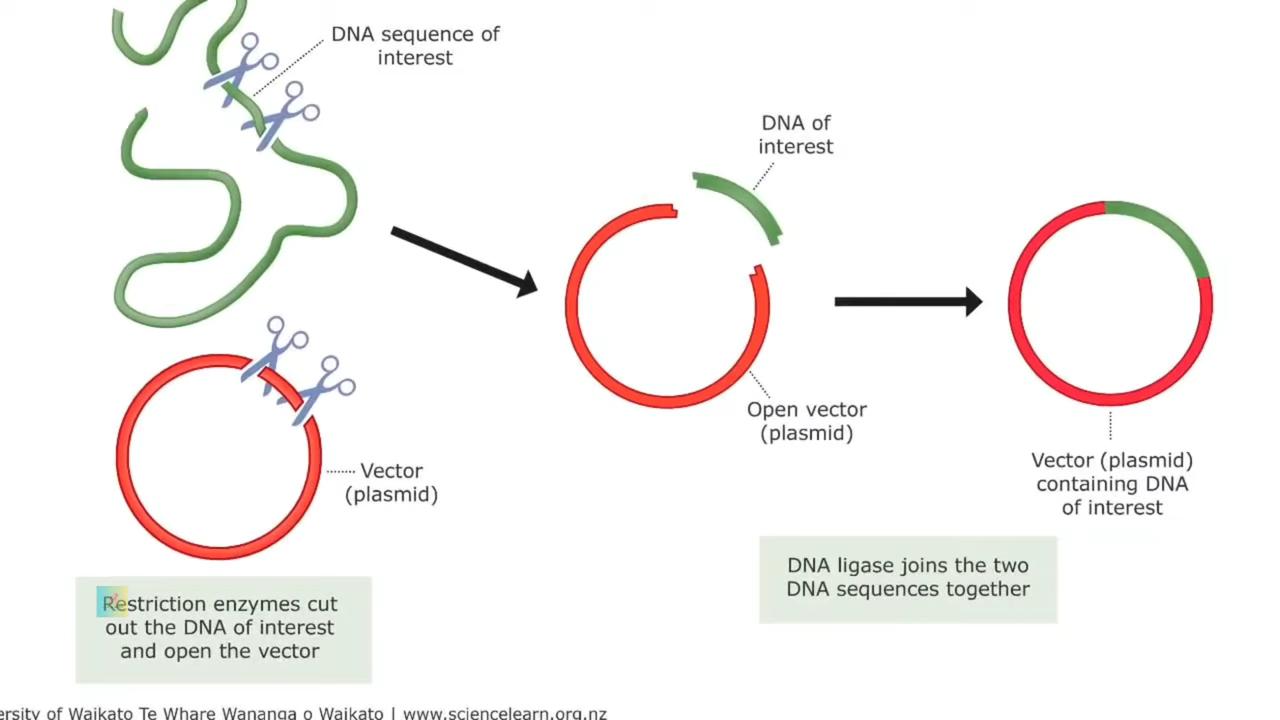 DNA sequence of
interest
DNA of
interest
Open vector
(plasmid)
Vector
(plasmid)
Vector (plasmid)
containing DNA
of interest
DNA ligase joins the two
DNA sequences together
Restriction enzymes cut
out the DNA of interest
and open the vector
ersity of Waikato Te Whare Wananga o Waikato | www.sciencelearn.org.nz